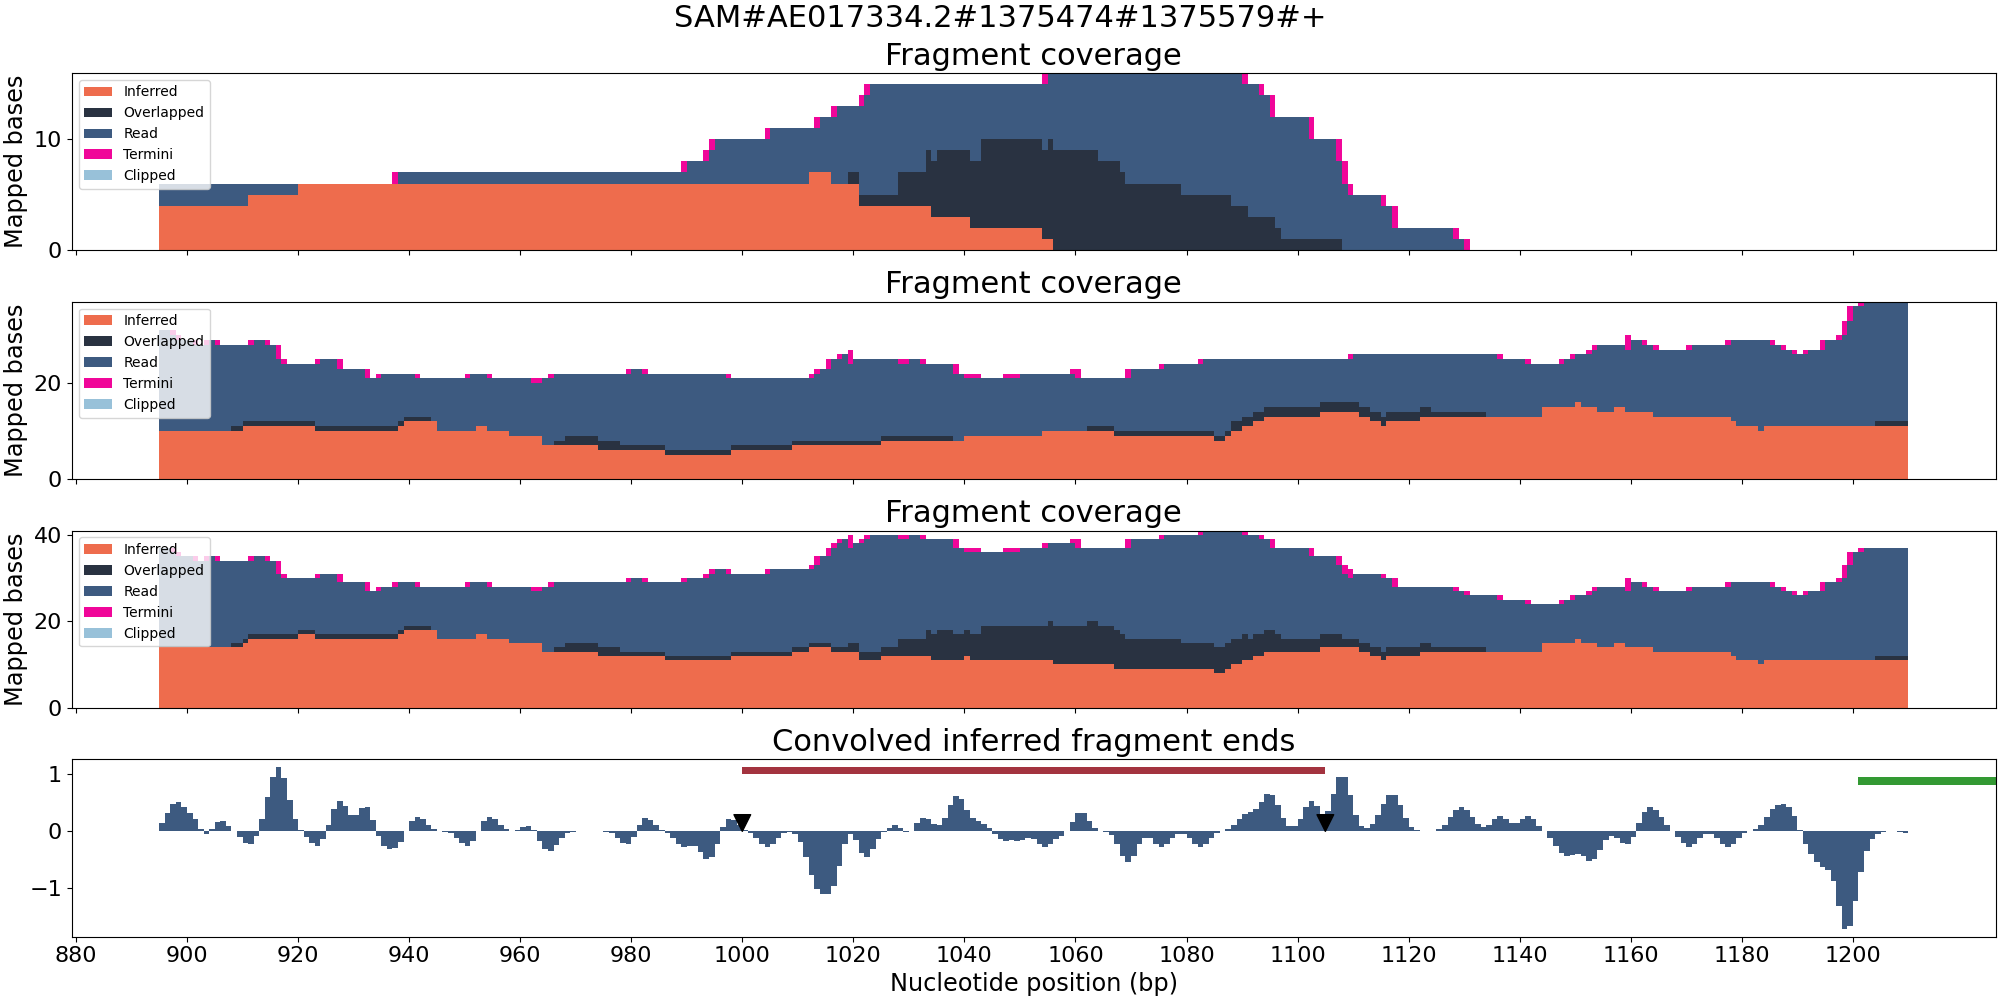 SAM#AE017334.2#1375474#1375579#+
Fragment coverage
Mapped bases
10
0
Inferred
Overlapped
Read
Termini
Clipped
Fragment coverage
Mapped bases
20
0
Inferred
Overlapped
Read
Termini
Clipped
Fragment coverage
Mapped bases
40
20
0
Inferred
Overlapped
Read
Termini
Clipped
Convolved inferred fragment ends
1
0
−1
880 900 920 940 960 980 1000 1020 1040 1060 1080 1100 1120 1140 1160 1180 1200
Nucleotide position (bp)